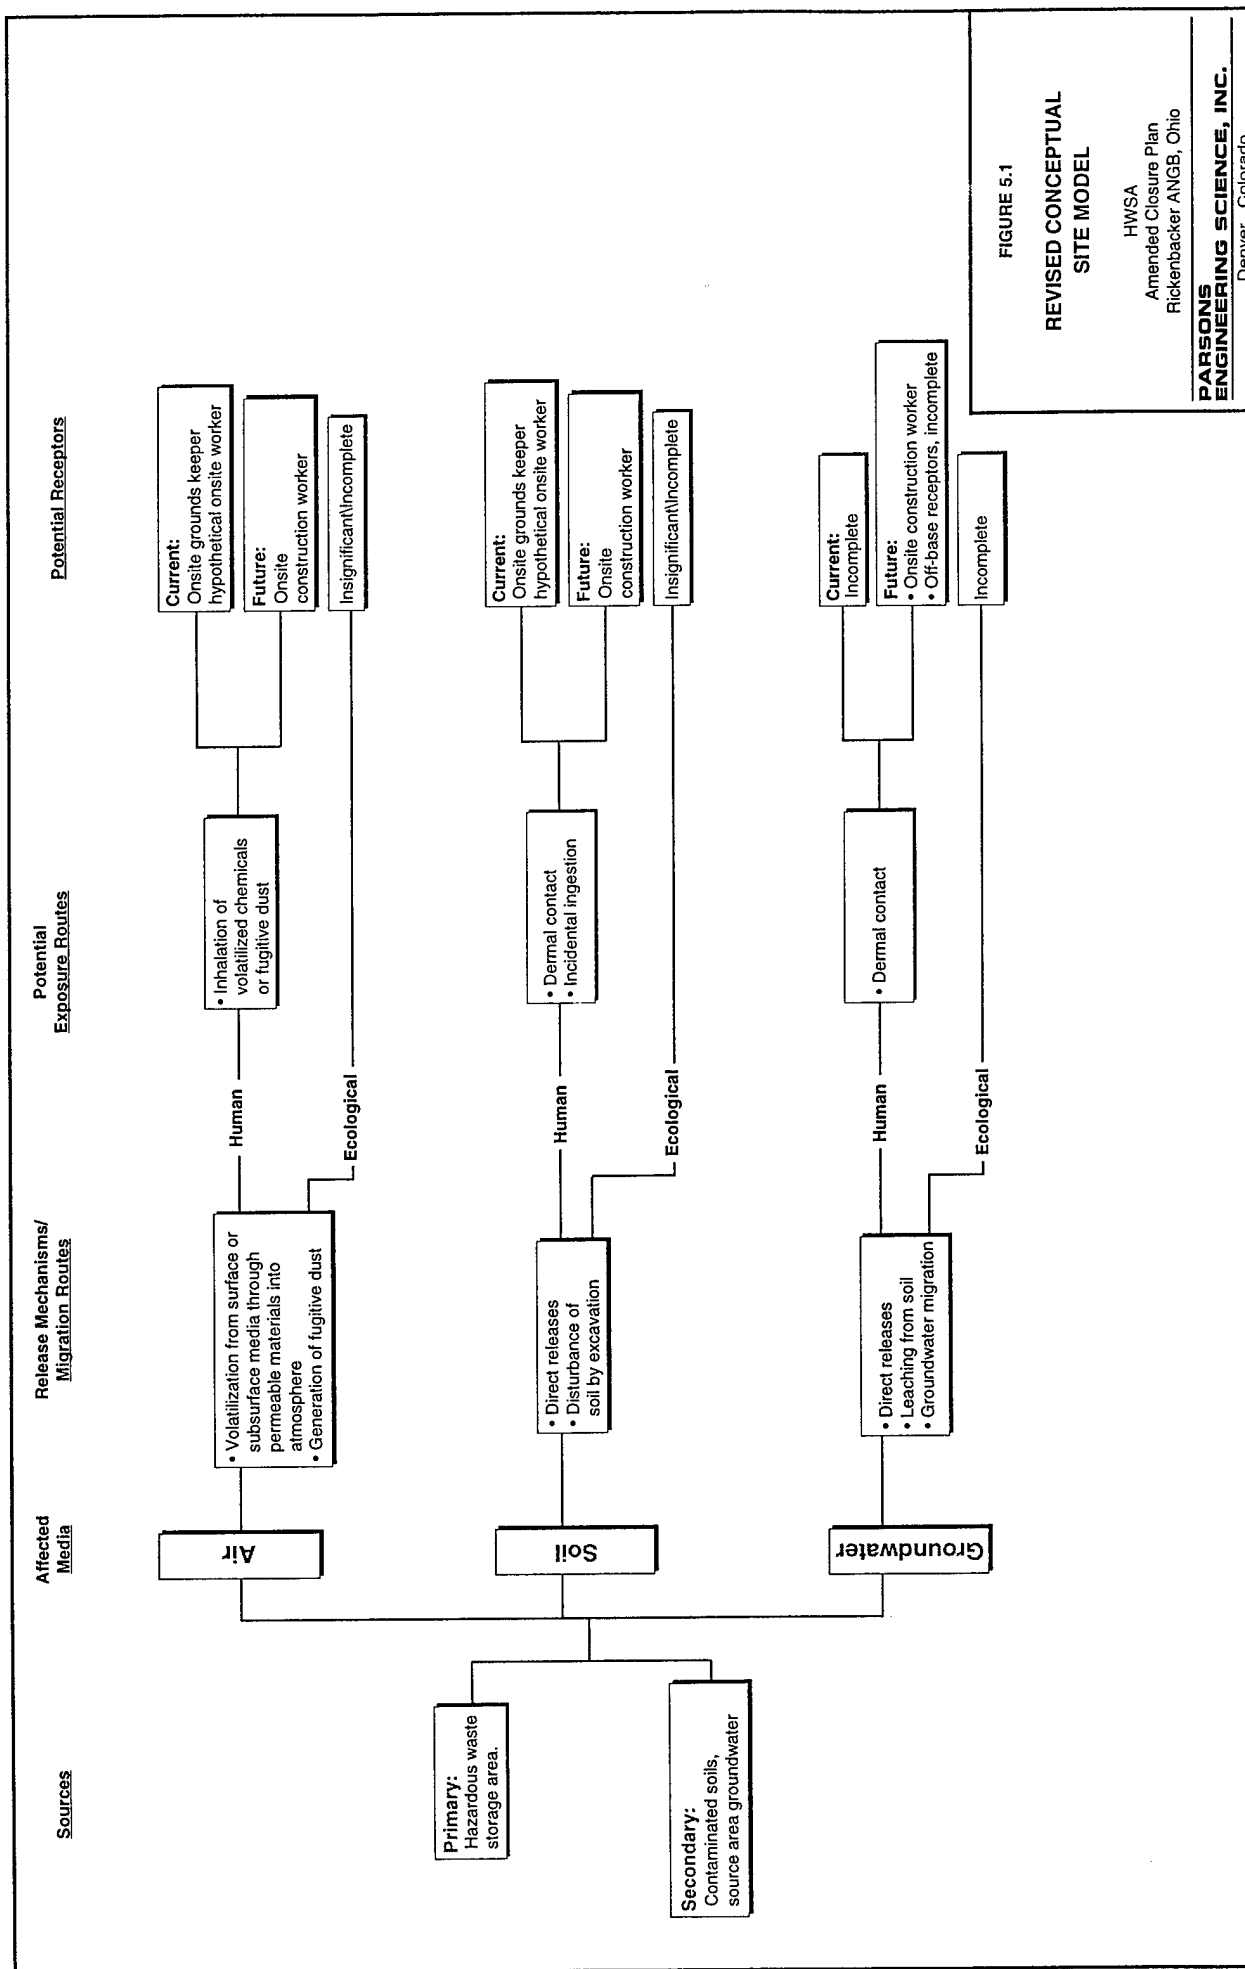 Sources
Affected
Media
Release Mechanisms/
Migration Routes
Potential
Exposure Routes
Potential Receptors
Primary:
Hazardous waste
storage area.
Secondary:
Contaminated soils,
source area groundwater
Air
• Volatilization from surface or
subsurface media through
permeable materials into
atmosphere
• Generation of fugitive dust
Human
Ecological
• Inhalation of
volatilized chemicals
or fugitive dust
Current:
Onsite grounds keeper
hypothetical onsite worker
Future:
Onsite
construction worker
Insignificant\Incomplete
Soil
• Direct releases
• Disturbance of
soil by excavation
Human
Ecological
• Dermal contact
• Incidental ingestion
Current:
Onsite grounds keeper
hypothetical onsite worker
Future:
Onsite
construction worker
Insignificant\Incomplete
Groundwater
• Direct releases
• Leaching from soil
• Groundwater migration
Human
Ecological
• Dermal contact
Current:
Incomplete
Future:
• Onsite construction worker
• Off-base receptors, incomplete
Incomplete
FIGURE 5.1
REVISED CONCEPTUAL
SITE MODEL
HWSA
Amended Closure Plan
Rickenbacker ANGB, Ohio
PARSONS
ENGINEERING SCIENCE, INC.
Denver, Colorado